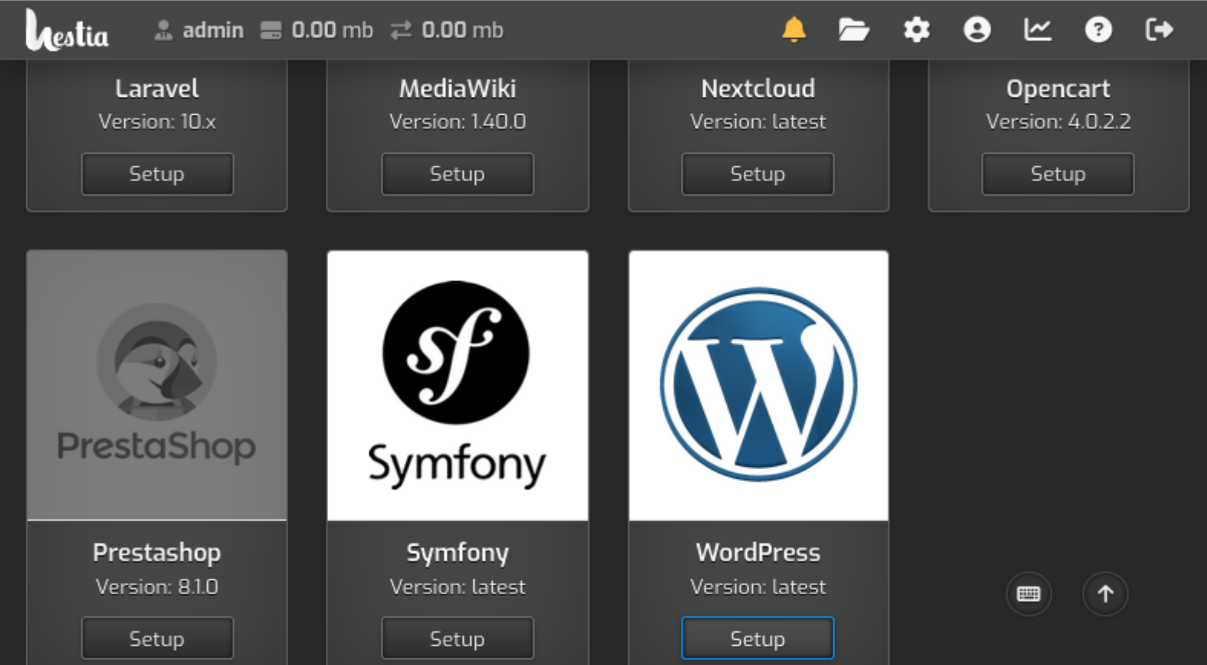 hestia admin 0.00 mb 0.00 mb
Laravel MediaWiki Nextcloud Opencart
Version: 10.x Version: 1.40.0 Version: latest Version: 4.0.2.2
Setup Setup Setup Setup
sf W
PrestaShop Symfony
Prestashop Symfony WordPress
Version: 8.1.0 Version: latest Version: latest
Setup Setup Setup